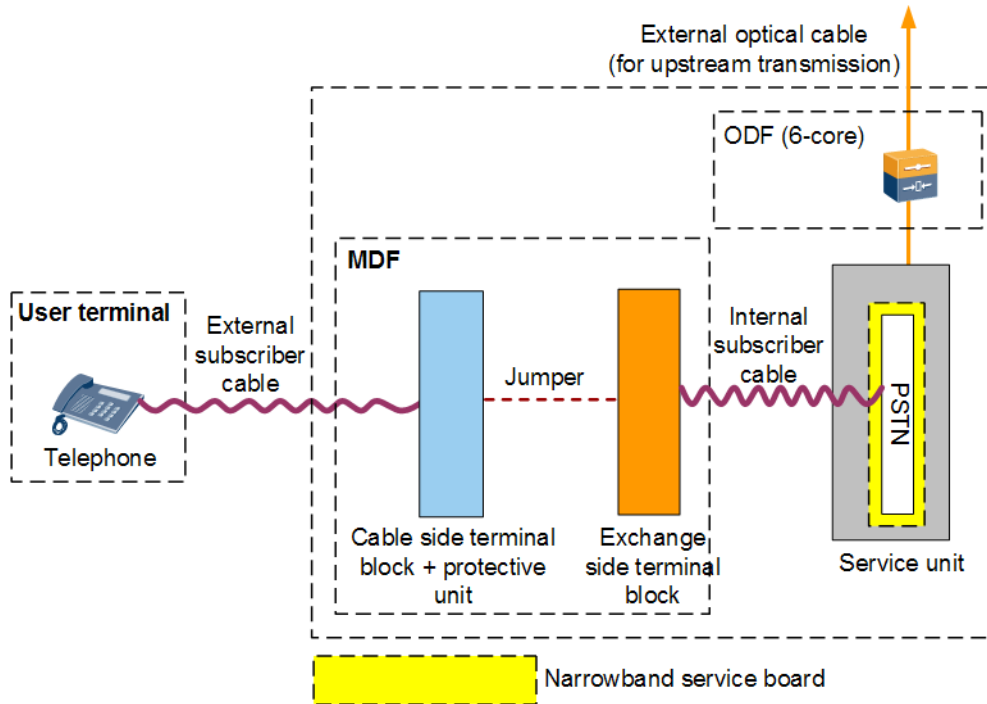 External optical cable
(for upstream transmission)
ODF (6-core)
MDF
User terminal
External
subscriber
cable
Internal
subscriber
cable
Jumper
PSTN
Telephone
Cable side terminal
block + protective
unit
Exchange
side terminal
block
Service unit
Narrowband service board